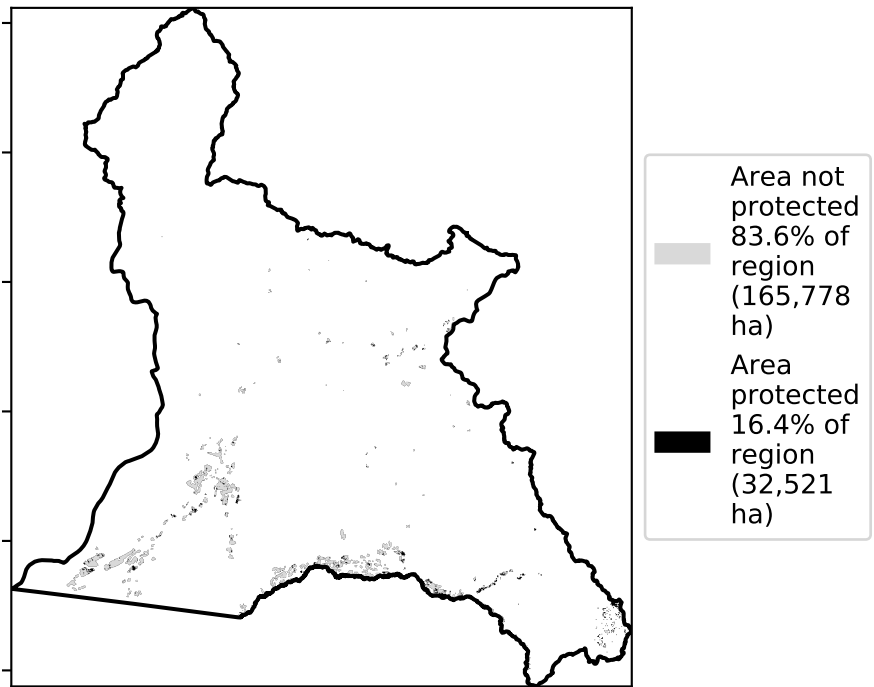 Area not
protected
83.6% of
region
(165,778
ha)
Area
protected
16.4% of
region
(32,521
ha)